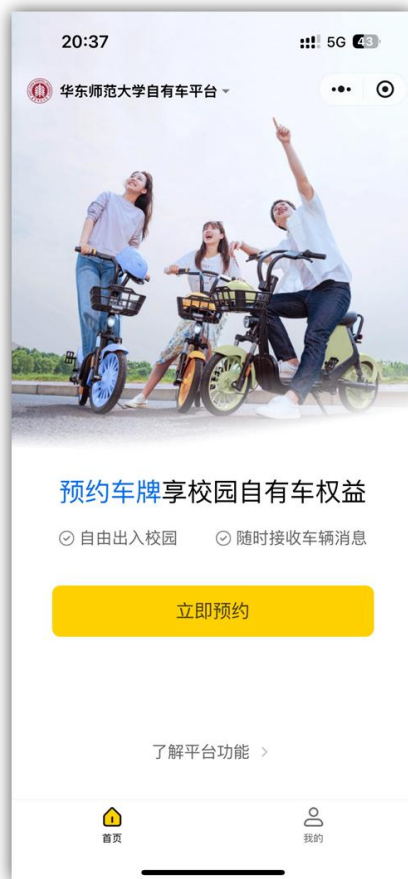 20:37
5G 43
华东师范大学自有车平台
预约车牌享校园自有车权益
自由出入校园 随时接收车辆消息
立即预约
了解平台功能
首页 我的